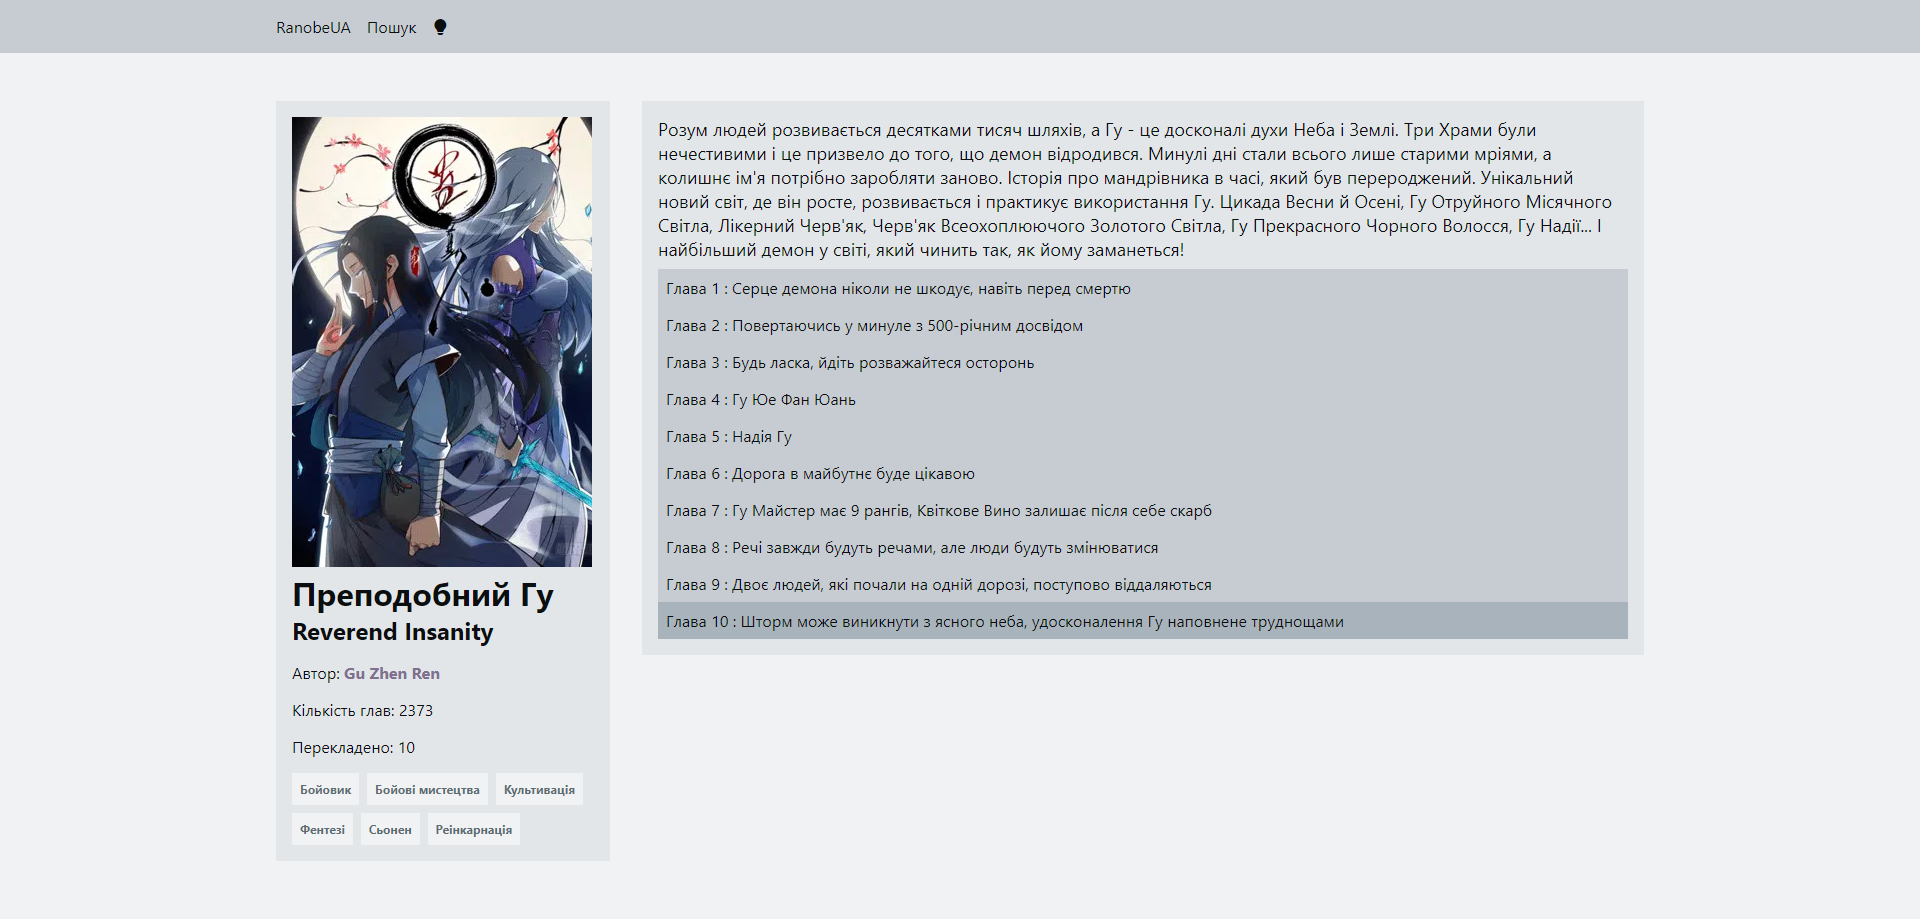 RanobeUA Пошук
Преподобний Гу
Reverend Insanity
Автор: Gu Zhen Ren
Кількість глав: 2373
Перекладено: 10
Бойовик Бойові мистецтва Культивація
Фентезі Сьонен Реінкарнація
Розум людей розвивається десятками тисяч шляхів, а Гу - це досконалі духи Неба і Землі. Три Храми були
нечестивими і це призвело до того, що демон відродився. Минулі дні стали всього лише старими мріями, а
колишнє ім'я потрібно заробляти заново. Історія про мандрівника в часі, який був перероджений. Унікальний
новий світ, де він росте, розвивається і практикує використання Гу. Цикада Весни й Осені, Гу Отруйного Місячного
Світла, Лікерний Черв'як, Черв'як Всеохоплюючого Золотого Світла, Гу Прекрасного Чорного Волосся, Гу Надії... І
найбільший демон у світі, який чинить так, як йому заманеться!
Глава 1 : Серце демона ніколи не шкодує, навіть перед смертю
Глава 2 : Повертаючись у минуле з 500-річним досвідом
Глава 3 : Будь ласка, йдіть розважайтеся осторонь
Глава 4 : Гу Юе Фан Юань
Глава 5 : Надія Гу
Глава 6 : Дорога в майбутнє буде цікавою
Глава 7 : Гу Майстер має 9 рангів, Квіткове Вино залишає після себе скарб
Глава 8 : Речі завжди будуть речами, але люди будуть змінюватися
Глава 9 : Двоє людей, які почали на одній дорозі, поступово віддаляються
Глава 10 : Шторм може виникнути з ясного неба, удосконалення Гу наповнене труднощами